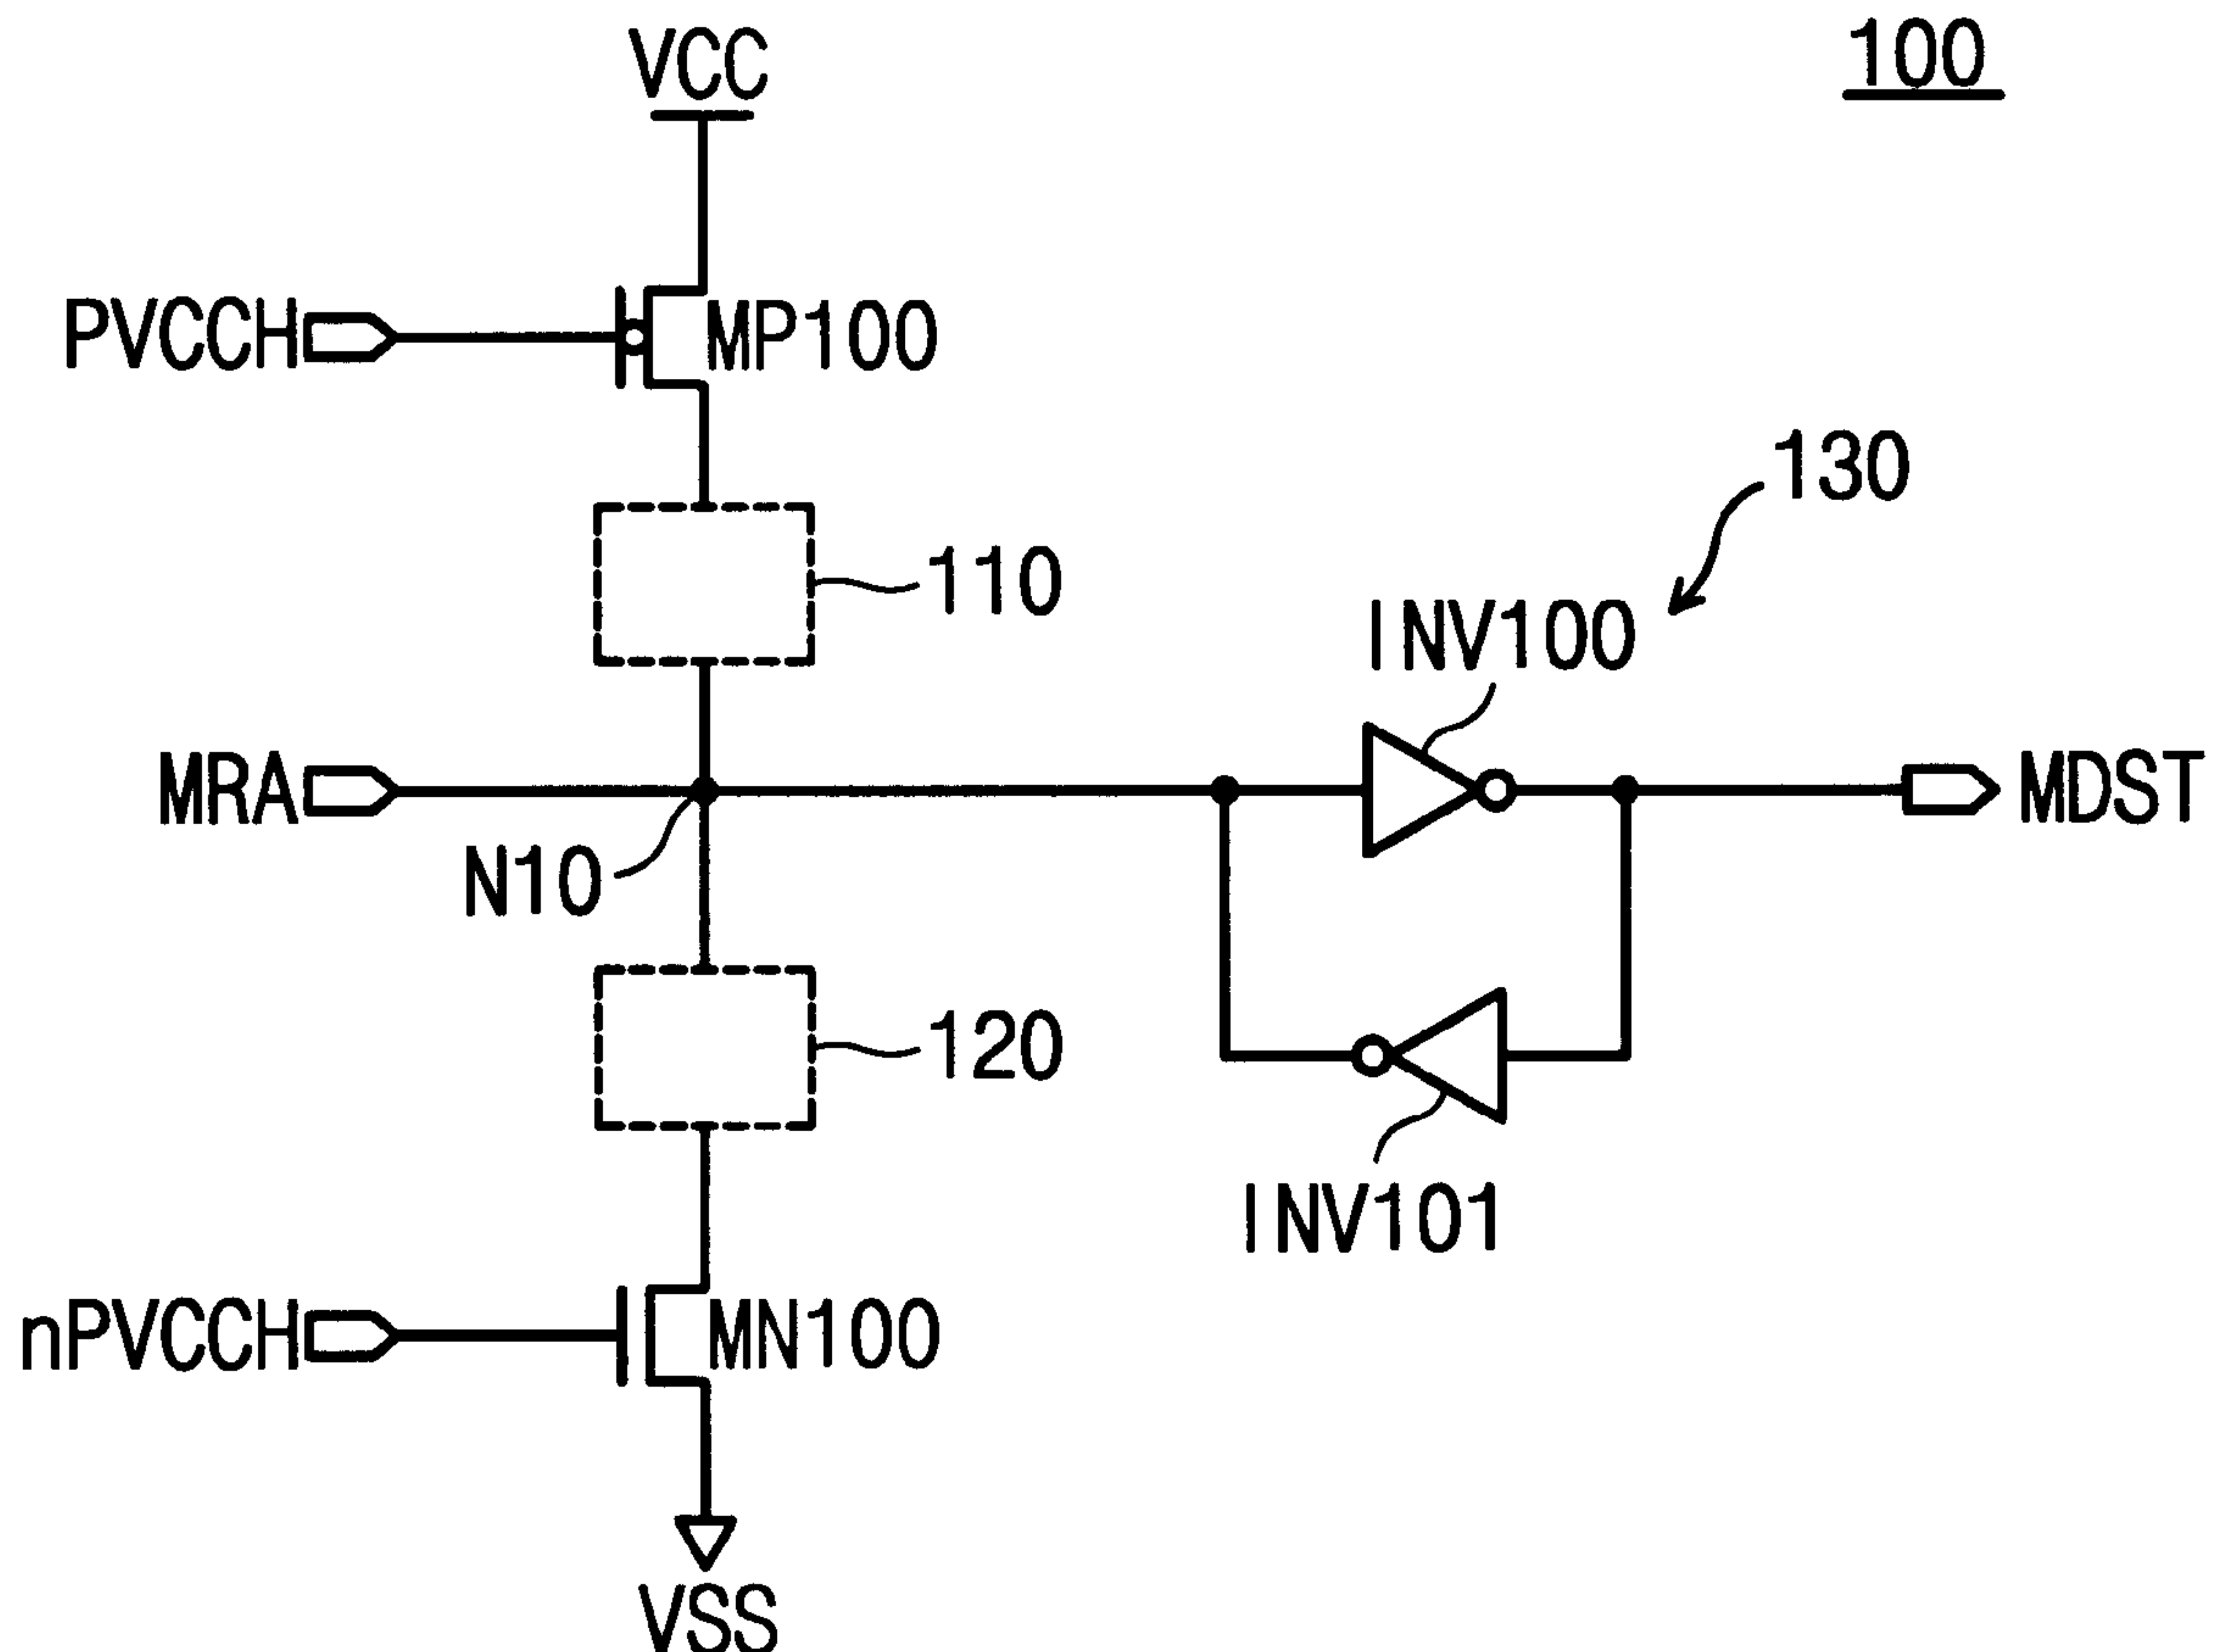 100
VCC
PVCCH
MP100
110
130
INV100
MRA
MDST
N10
120
INV101
nPVCCH
MN100
VSS